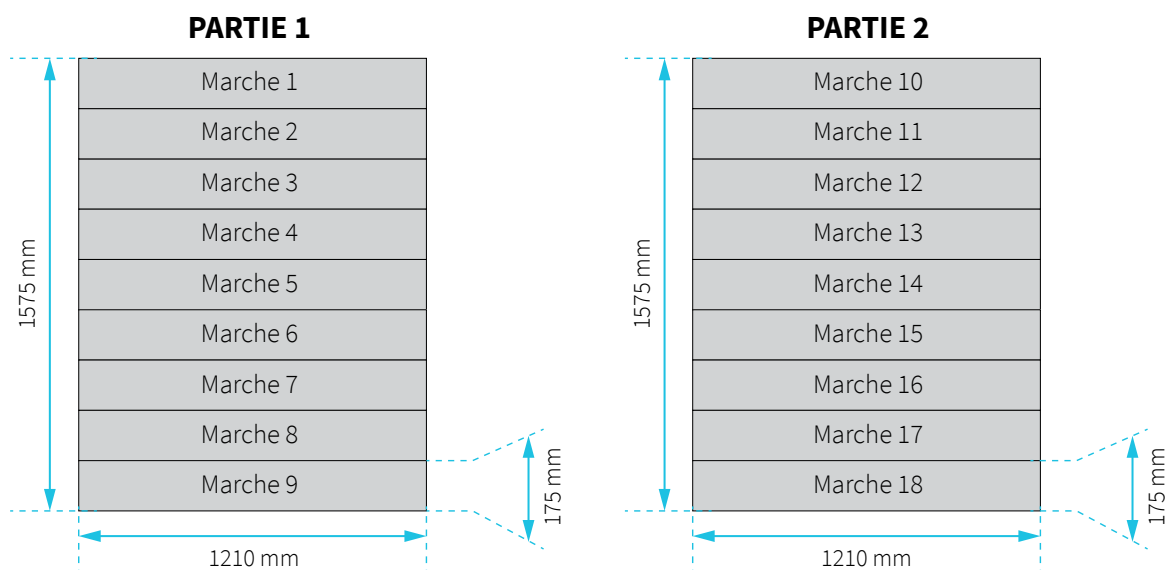 PARTIE 1
Marche 1
Marche 2
Marche 3
Marche 4
Marche 5
Marche 6
Marche 7
Marche 8
Marche 9
1575 mm
175 mm
1210 mm
PARTIE 2
Marche 10
Marche 11
Marche 12
Marche 13
Marche 14
Marche 15
Marche 16
Marche 17
Marche 18
1575 mm
175 mm
1210 mm